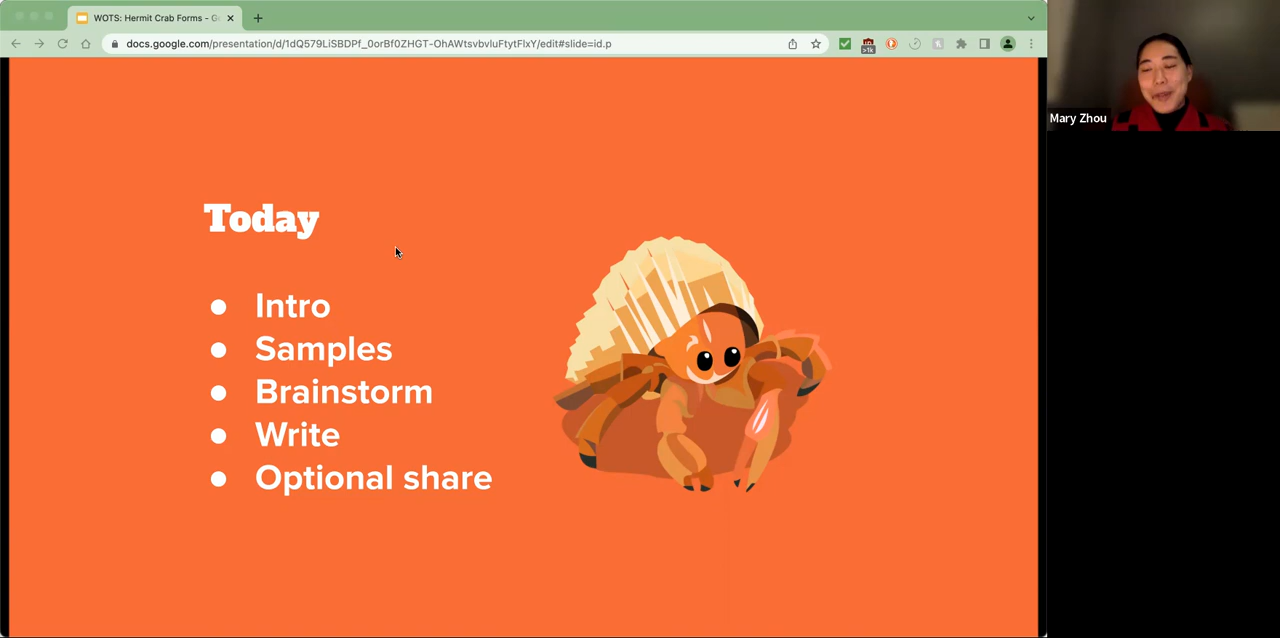 WOTS: Hermit Crab Forms - G
docs.google.com/presentation/d/1dQ579LiSBDPf_0orBf0ZHGT-OhAWtsvbvluFtytFlxY/edit#slide=id.p
>1k
Mary Zhou
Today
● Intro
● Samples
● Brainstorm
● Write
● Optional share